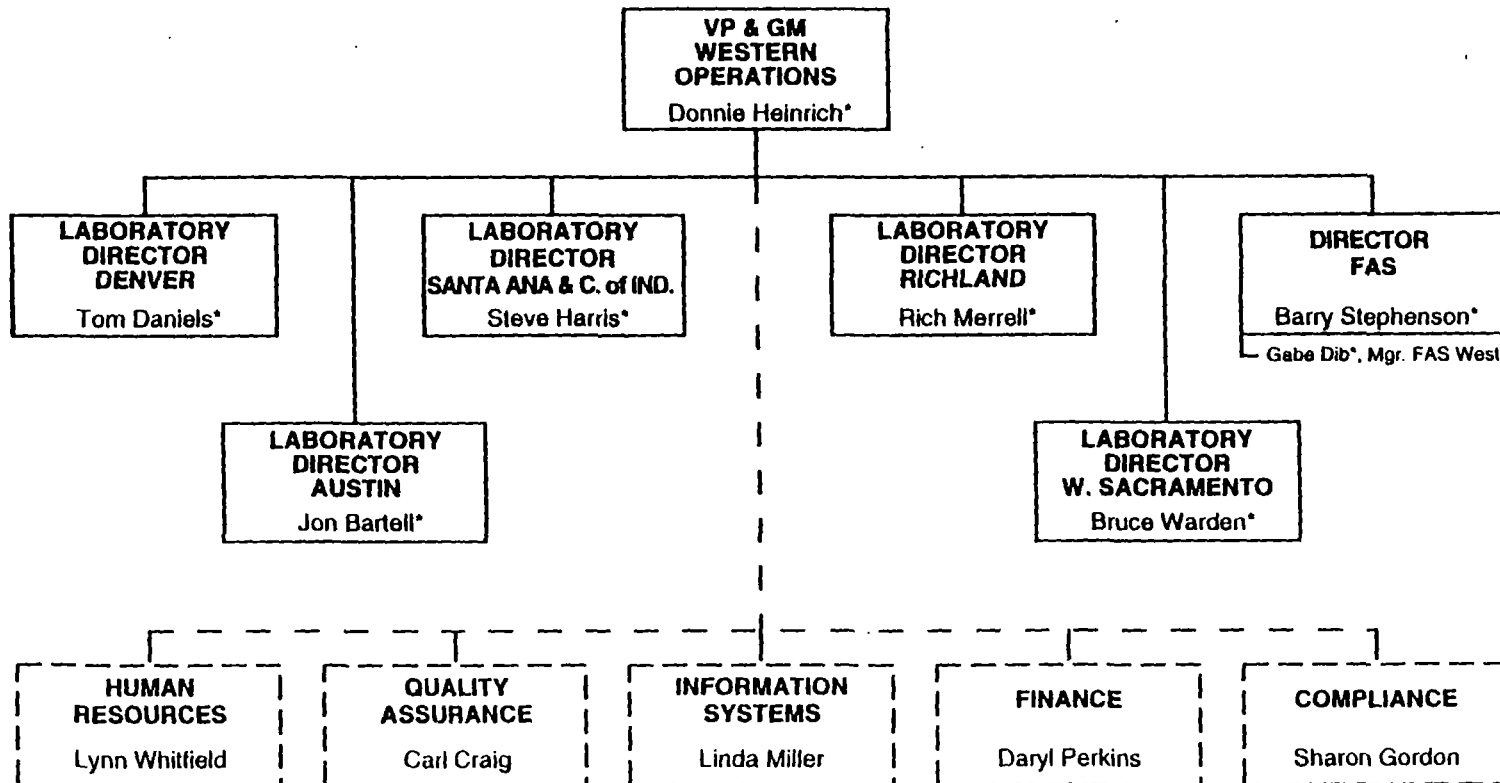 VP & GM
WESTERN
OPERATIONS
Donnie Heinrich*
LABORATORY
DIRECTOR
DENVER
Tom Daniels*
LABORATORY
DIRECTOR
SANTA ANA & C. of IND.
Steve Harris*
LABORATORY
DIRECTOR
RICHLAND
Rich Merrell*
DIRECTOR
FAS
Barry Stephenson*
Gabe Dib*, Mgr. FAS West
LABORATORY
DIRECTOR
AUSTIN
Jon Bartell*
LABORATORY
DIRECTOR
W. SACRAMENTO
Bruce Warden*
HUMAN
RESOURCES
Lynn Whitfield
QUALITY
ASSURANCE
Carl Craig
INFORMATION
SYSTEMS
Linda Miller
FINANCE
Daryl Perkins
COMPLIANCE
Sharon Gordon